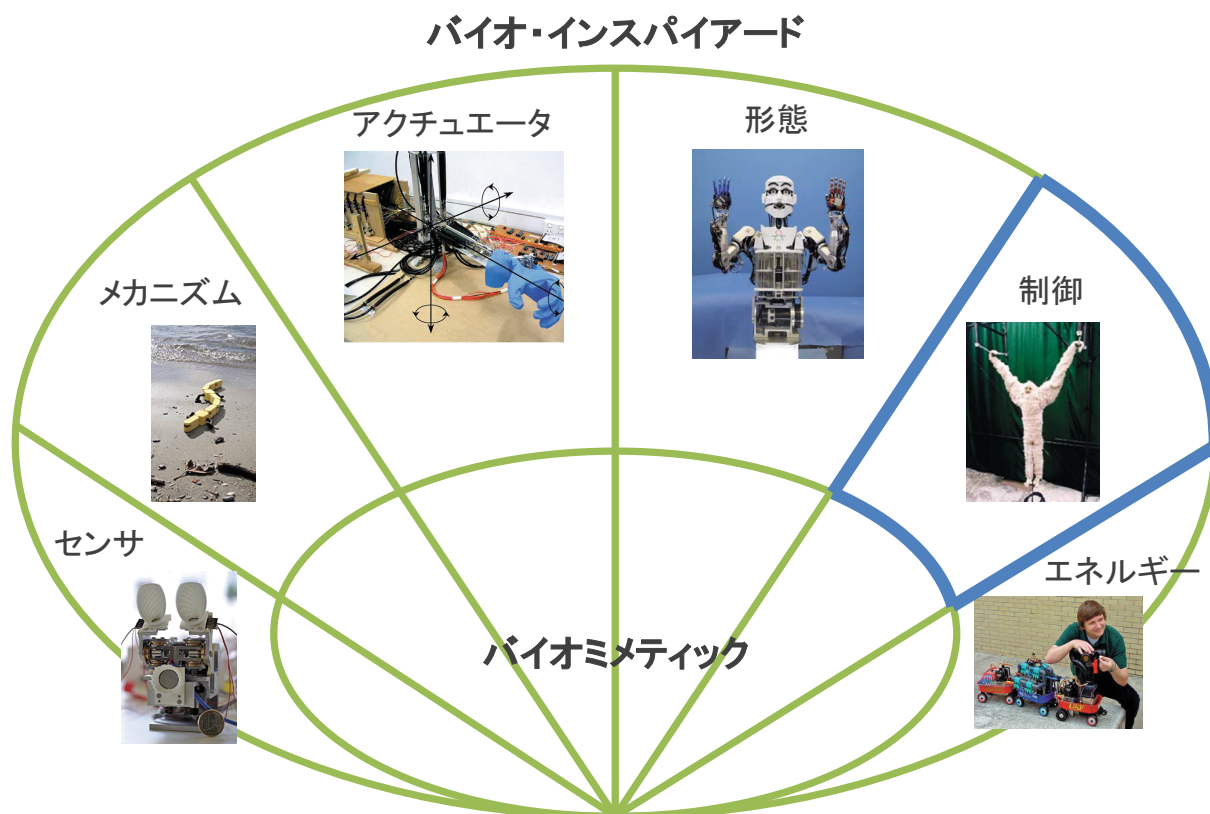 バイオ・インスパイアード
アクチュエータ
形態
メカニズム
制御
センサ
エネルギー
バイオミメティック